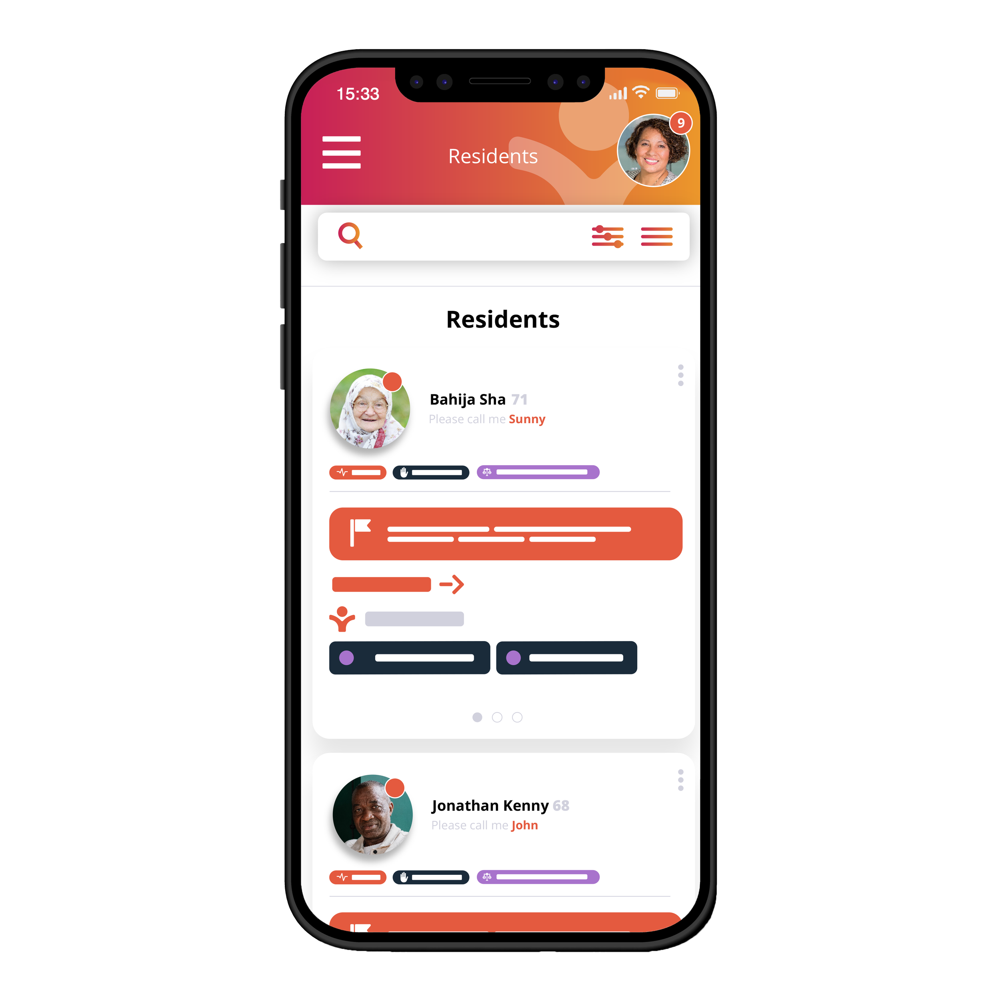 15:33
9
Residents
Residents
Bahija Sha 71
Please call me Sunny
Jonathan Kenny 68
Please call me John